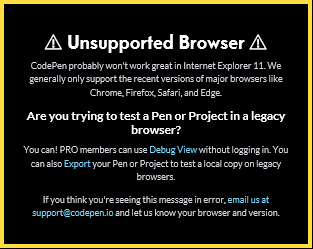 ⚠ Unsupported Browser ⚠
CodePen probably won't work great in Internet Explorer 11. We
generally only support the recent versions of major browsers like
Chrome, Firefox, Safari, and Edge.
Are you trying to test a Pen or Project in a legacy
browser?
You can! PRO members can use Debug View without logging in. You
can also Export your Pen or Project to test a local copy on legacy
browsers.
If you think you're seeing this message in error, email us at
support@codepen.io and let us know your browser and version.